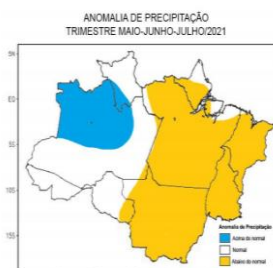 ANOMALIA DE PRECIPITAÇÃO
TRIMESTRE MAIO-JUNHO-JULHO/2021
5N
EQ
5S
10S
15S
Anomalia de Precipitação
Acima do normal
Normal
Abaixo do normal